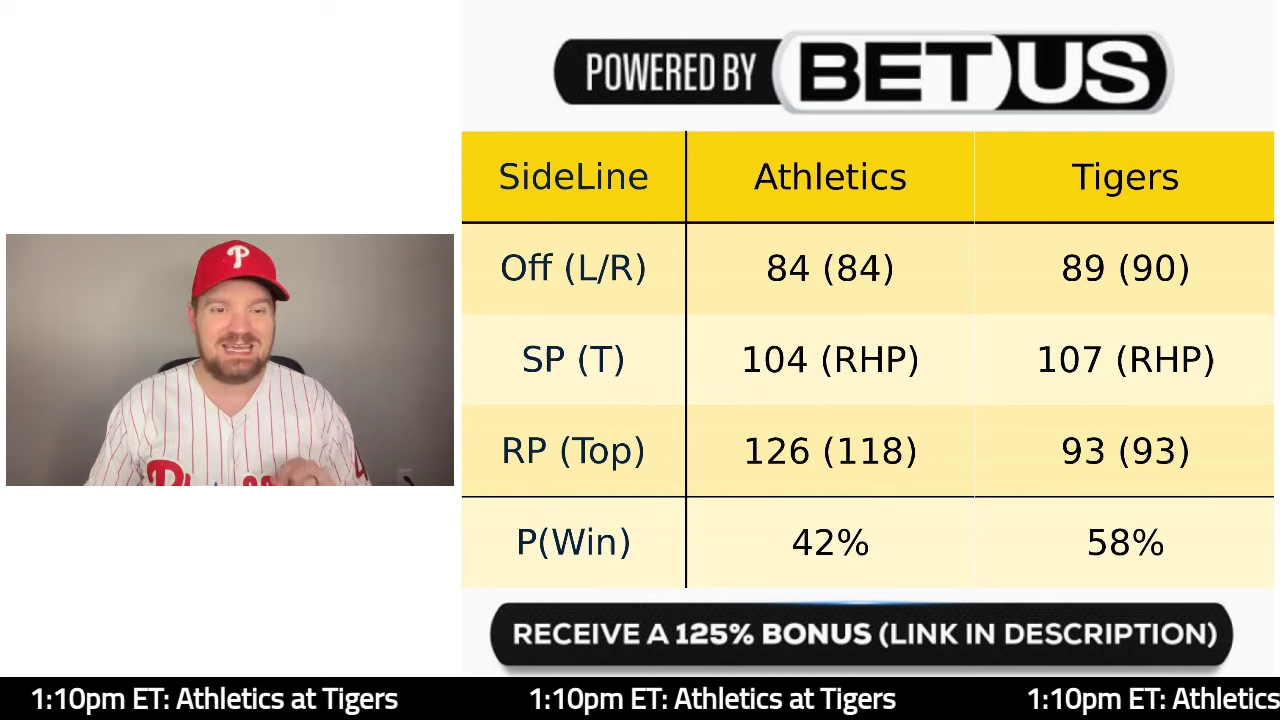 POWERED BY BETUS
SideLine Athletics Tigers
Off (L/R) 84 (84) 89 (90)
SP (T) 104 (RHP) 107 (RHP)
RP (Top) 126 (118) 93 (93)
P(Win) 42% 58%
P
RECEIVE A 125% BONUS (LINK IN DESCRIPTION)
1:10pm ET: Athletics at Tigers 1:10pm ET: Athletics at Tigers 1:10pm ET: Athletics